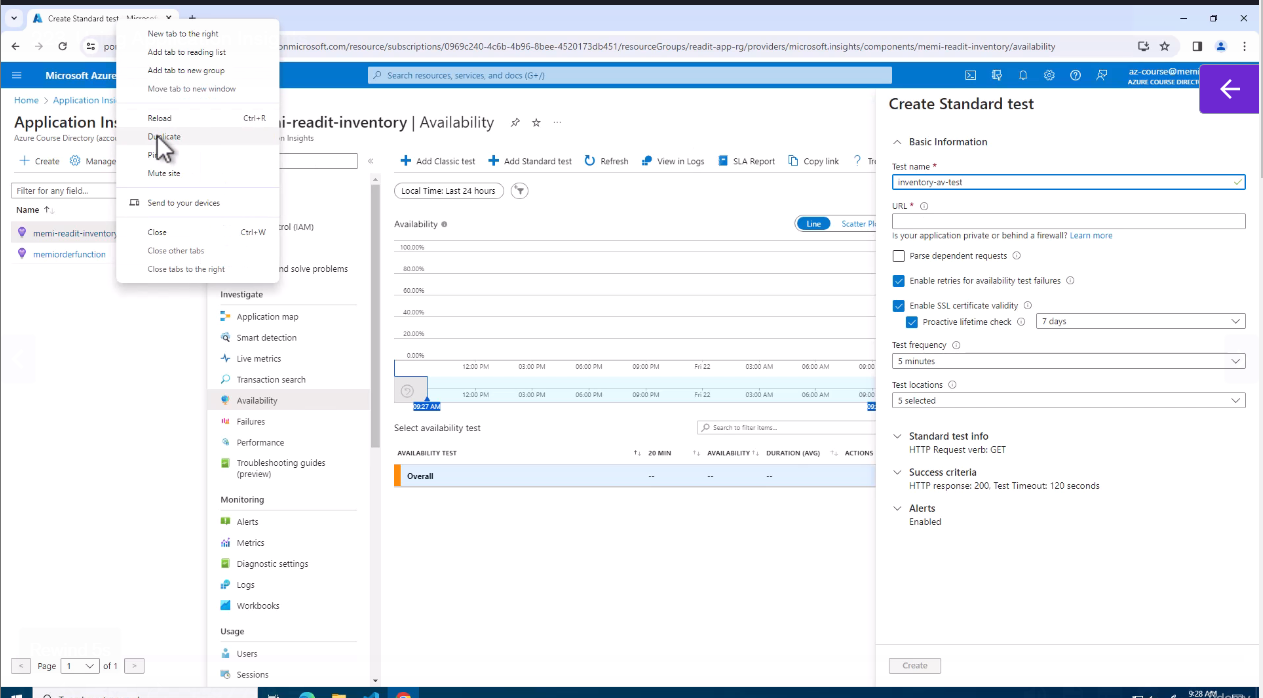 Create Standard test - Microsoft
onmicrosoft.com/resource/subscriptions/0969c240-4c6b-4b96-8bee-4520173db451/resourceGroups/readit-app-rg/providers/microsoft.insights/components/memi-readit-inventory/availability
New tab to the right
Add tab to reading list
Add tab to new group
Move tab to new window
Reload Ctrl+R
Duplicate
Mute site
Send to your devices
Close Ctrl+W
Close other tabs
Close tabs to the right
Microsoft Azure
Search resources, services, and docs (G+/)
az-course@memi
AZURE COURSE DIRECT
Home > Application Insi
Application Ins
Azure Course Directory (azco
+ Create Manage
Filter for any field...
Name
memi-readit-inventory
memiorderfunction
< Page 1 of 1 >
i-readit-inventory | Availability
Insights
rol (IAM)
nd solve problems
Investigate
Application map
Smart detection
Live metrics
Transaction search
Availability
Failures
Performance
Troubleshooting guides
(preview)
Monitoring
Alerts
Metrics
Diagnostic settings
Logs
Workbooks
Usage
Users
Sessions
Add Classic test Add Standard test Refresh View in Logs SLA Report Copy link ? Tr
Local Time: Last 24 hours
Availability
Line Scatter Pl
100.00%
80.00%
60.00%
40.00%
20.00%
0.00%
12:00 PM 03:00 PM 06:00 PM 09:00 PM Fri 22 03:00 AM 06:00 AM 09:00
12:00 PM 03:00 PM 06:00 PM 09:00 PM Fri 22 03:00 AM 06:00 AM 09:00
09:27 AM 09:
Select availability test
Search to filter items...
AVAILABILITY TEST 20 MIN AVAILABILITY DURATION (AVG) ACTIONS
Overall -- -- --
Create Standard test
Basic Information
Test name *
inventory-av-test
URL *
Is your application private or behind a firewall? Learn more
Parse dependent requests
Enable retries for availability test failures
Enable SSL certificate validity
Proactive lifetime check 7 days
Test frequency
5 minutes
Test locations
5 selected
Standard test info
HTTP Request verb: GET
Success criteria
HTTP response: 200, Test Timeout: 120 seconds
Alerts
Enabled
Create
9:28 AM